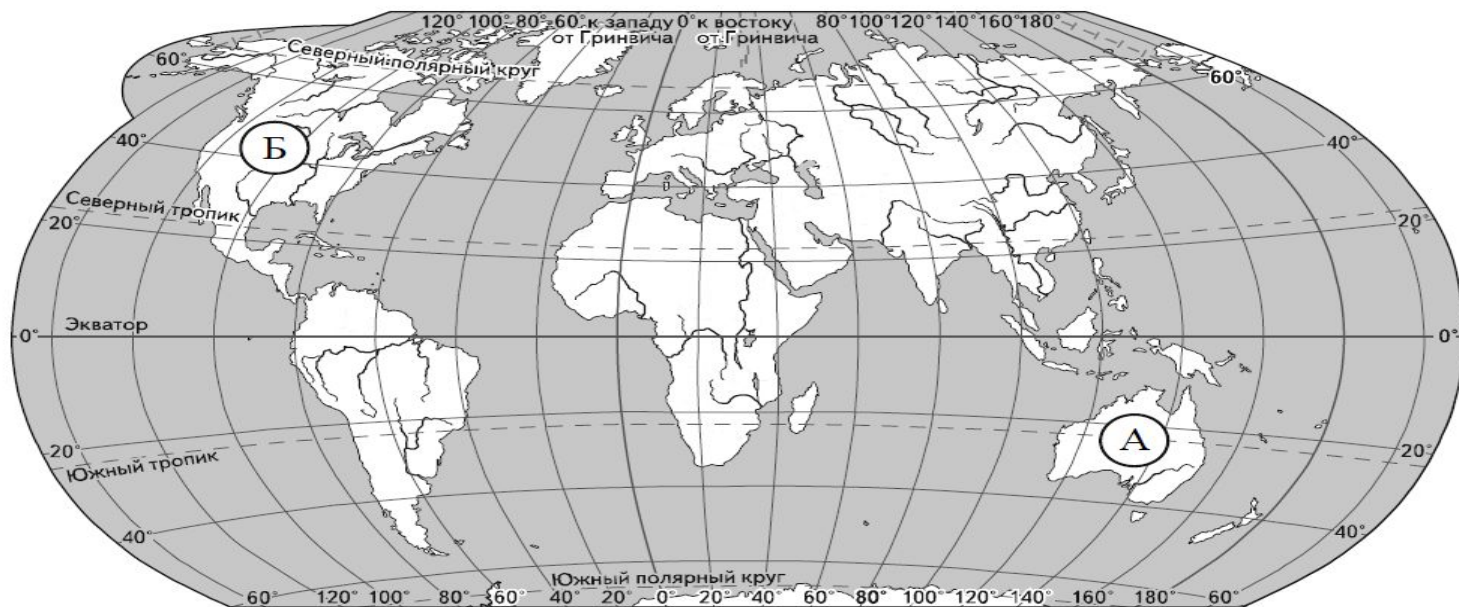 120° 100° 80° 60° к западу 0° к востоку 80° 100° 120° 140° 160° 180°
от Гринвича от Гринвича
Северный полярный круг
60° 60°
40° 40°
Б
Северный тропик
20° 20°
Экватор
0° 0°
А
20° 20°
Южный тропик
40° 40°
Южный полярный круг
60° 120° 100° 80° 60° 40° 20° 0° 20° 40° 60° 80° 100° 120° 140° 160° 180° 60°